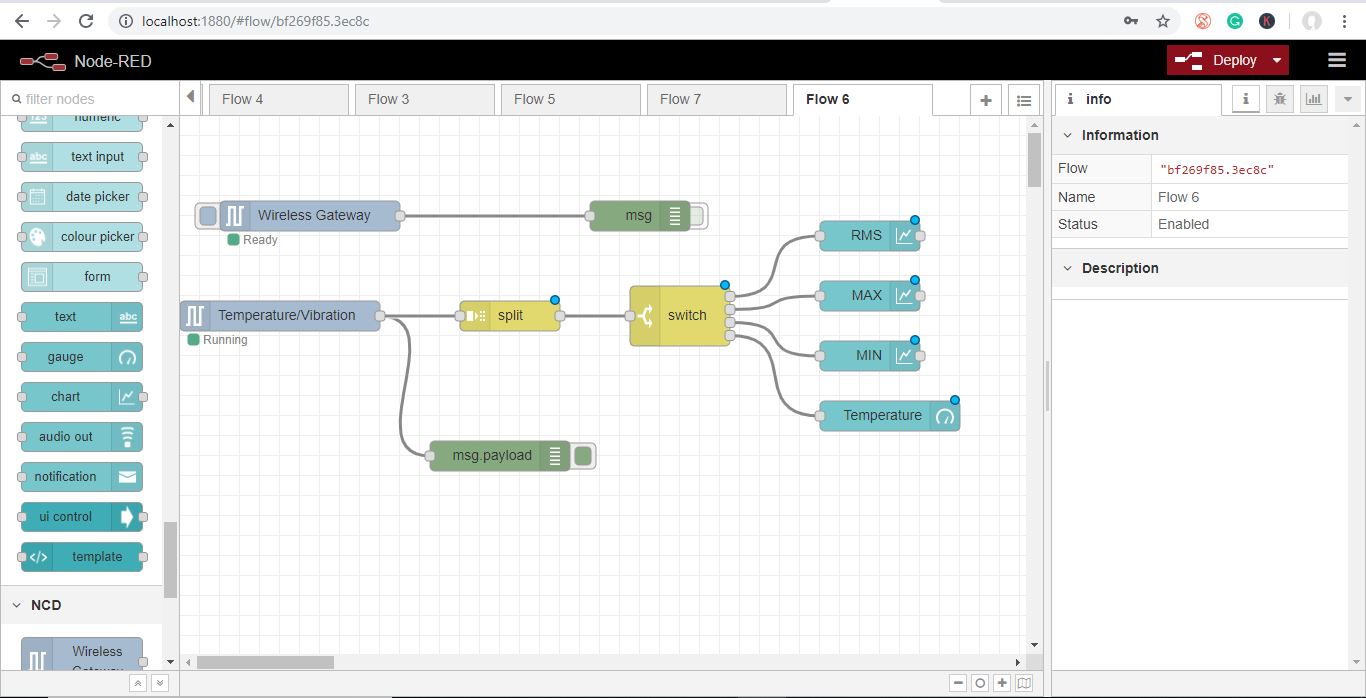 localhost:1880/#flow/bf269f85.3ec8c
Node-RED
Deploy
filter nodes
numeric
abc text input
date picker
colour picker
form
text abc
gauge
chart
audio out
notification
ui control
</> template
NCD
Wireless
Gateway
Flow 4
Flow 3
Flow 5
Flow 7
Flow 6
Wireless Gateway
Ready
msg
Temperature/Vibration
Running
split
switch
RMS
MAX
MIN
Temperature
msg.payload
i info
i
Information
Flow "bf269f85.3ec8c"
Name Flow 6
Status Enabled
Description